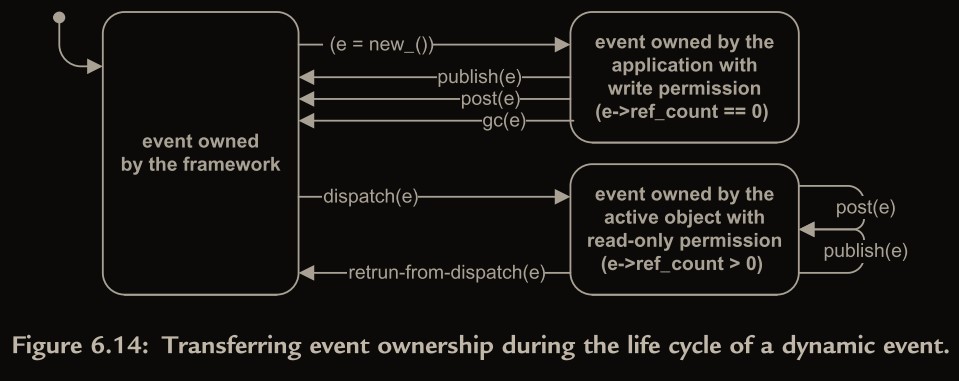 (e = new_())
publish(e)
post(e)
gc(e)
event owned by the
application with
write permission
(e->ref_count == 0)
event owned
by the framework
dispatch(e)
retrun-from-dispatch(e)
event owned by the
active object with
read-only permission
(e->ref_count > 0)
post(e)
publish(e)
Figure 6.14: Transferring event ownership during the life cycle of a dynamic event.